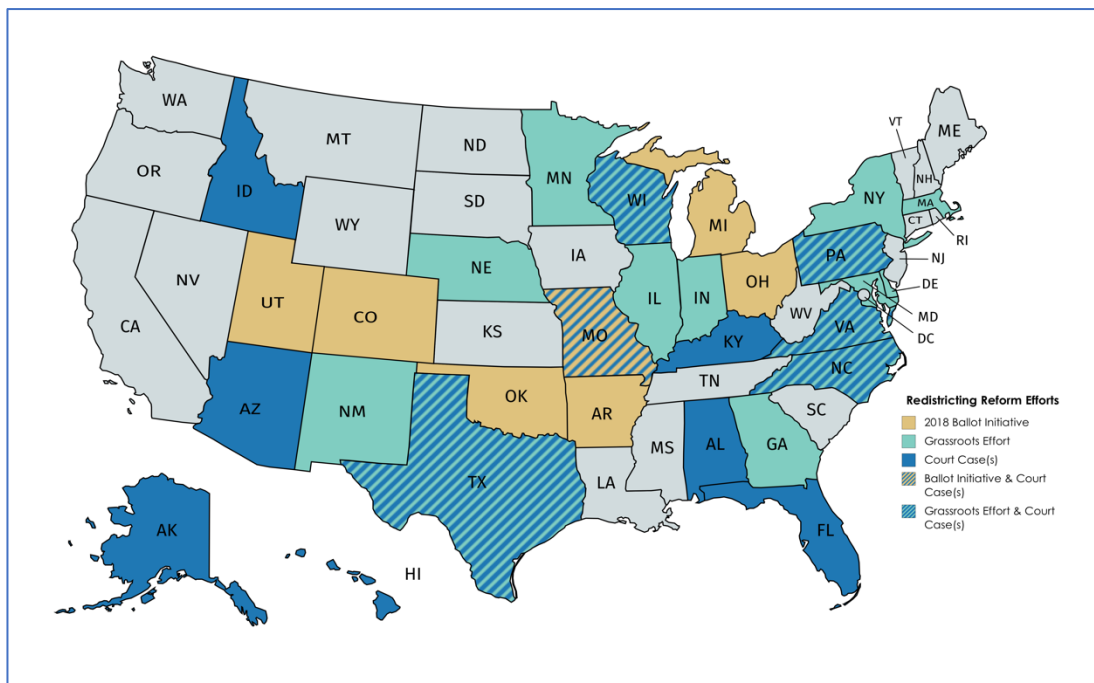 WA
MT
ND
MN
VT
ME
OR
ID
SD
WI
NH
NY
MA
WY
MI
CT
RI
IA
PA
NJ
NE
NV
IL
IN
OH
DE
UT
CO
WV
MD
CA
KS
MO
KY
VA
DC
TN
NC
OK
AZ
NM
AR
SC
MS
AL
GA
LA
TX
AK
FL
HI
Redistricting Reform Efforts
2018 Ballot Initiative
Grassroots Effort
Court Case(s)
Ballot Initiative & Court
Case(s)
Grassroots Effort & Court
Case(s)